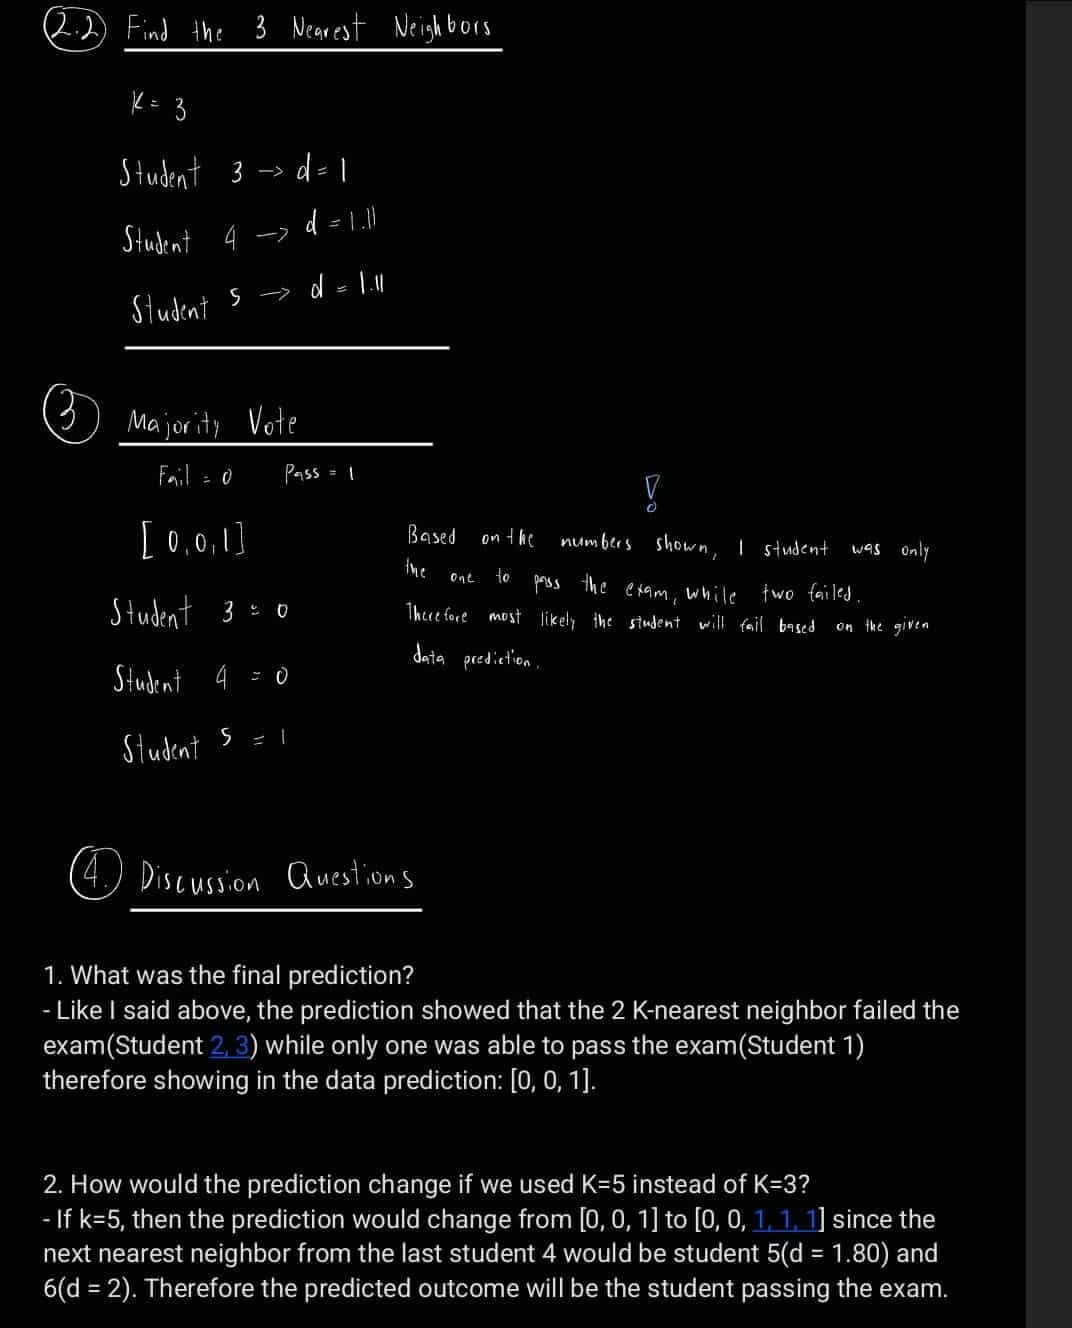 2.2 Find the 3 Nearest Neighbors
K = 3
Student 3 -> d = 1
Student 4 -> d = 1.11
Student 5 -> d = 1.11
3 Majority Vote
Fail = 0 Pass = 1
[0,0,1]
!
Based on the numbers shown, 1 student was only
the one to pass the exam, while two failed.
Therefore most likely the student will fail based on the given
data prediction.
Student 3 = 0
Student 4 = 0
Student 5 = 1
4. Discussion Questions
1. What was the final prediction?
- Like I said above, the prediction showed that the 2 K-nearest neighbor failed the
exam(Student 2, 3) while only one was able to pass the exam(Student 1)
therefore showing in the data prediction: [0, 0, 1].
2. How would the prediction change if we used K=5 instead of K=3?
- If k=5, then the prediction would change from [0, 0, 1] to [0, 0, 1, 1, 1] since the
next nearest neighbor from the last student 4 would be student 5(d = 1.80) and
6(d = 2). Therefore the predicted outcome will be the student passing the exam.